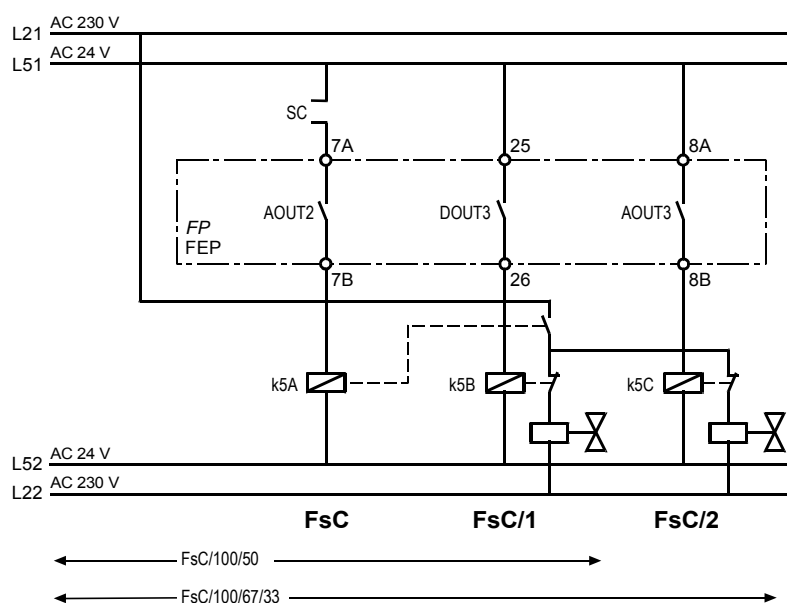 AC 230 V
L21
AC 24 V
L51
SC
7A 25 8A
AOUT2 DOUT3 AOUT3
FP
FEP
7B 26 8B
k5A k5B k5C
AC 24 V
L52
AC 230 V
L22
FsC FsC/1 FsC/2
FsC/100/50
FsC/100/67/33